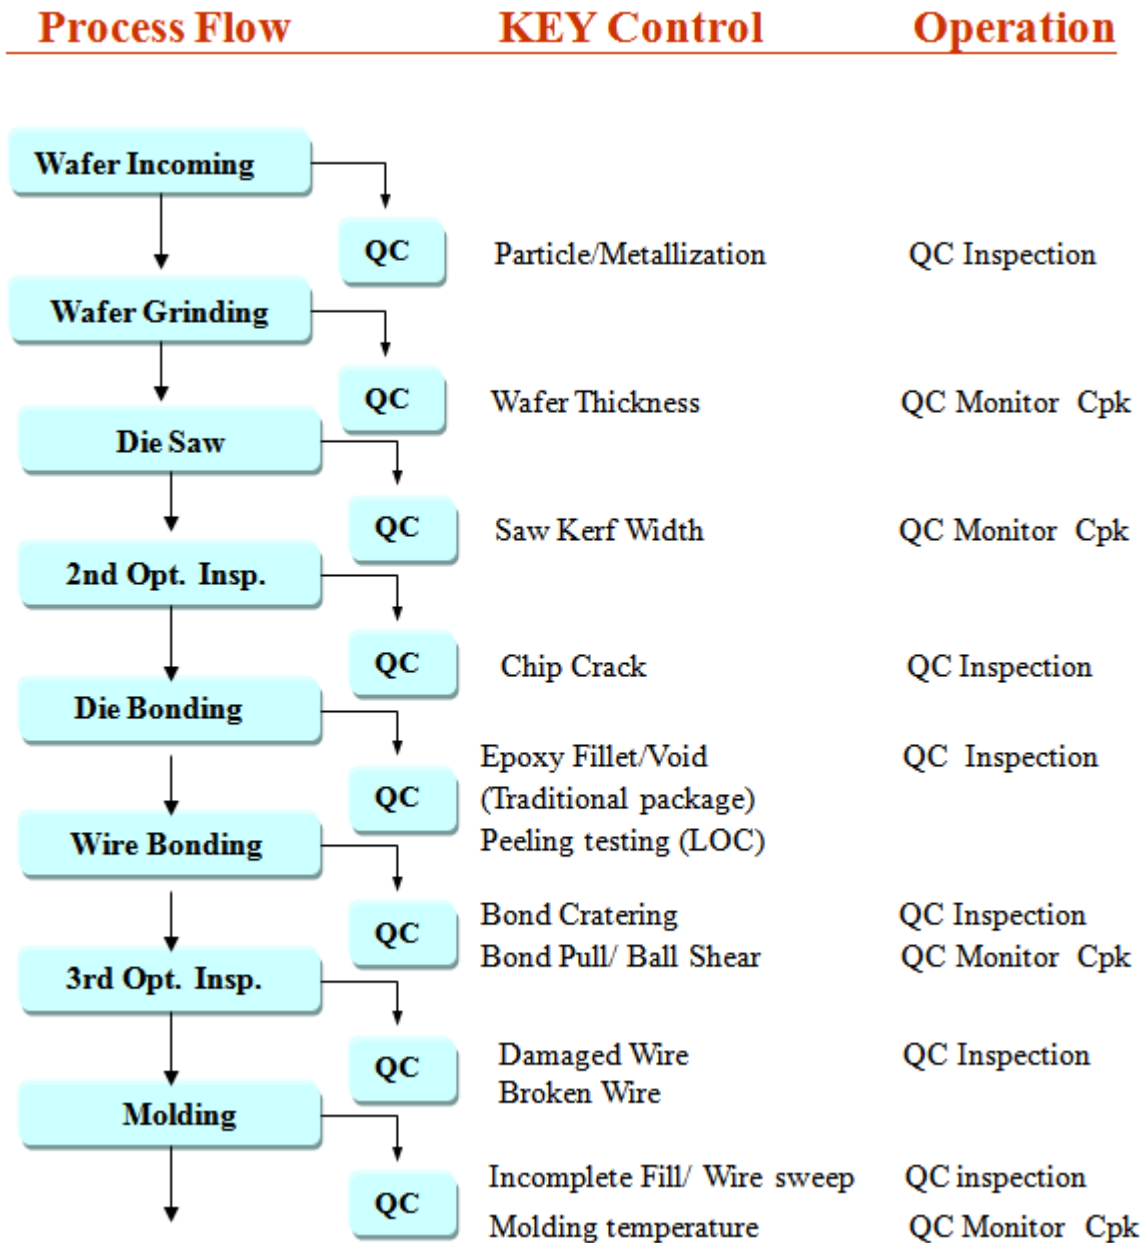 Process Flow KEY Control Operation
Wafer Incoming
QC Particle/Metallization QC Inspection
Wafer Grinding
QC Wafer Thickness QC Monitor Cpk
Die Saw
QC Saw Kerf Width QC Monitor Cpk
2nd Opt. Insp.
QC Chip Crack QC Inspection
Die Bonding
Epoxy Fillet/Void QC Inspection
QC (Traditional package)
Peeling testing (LOC)
Wire Bonding
Bond Cratering QC Inspection
QC
Bond Pull/ Ball Shear QC Monitor Cpk
3rd Opt. Insp.
Damaged Wire QC Inspection
QC
Broken Wire
Molding
Incomplete Fill/ Wire sweep QC inspection
QC
Molding temperature QC Monitor Cpk